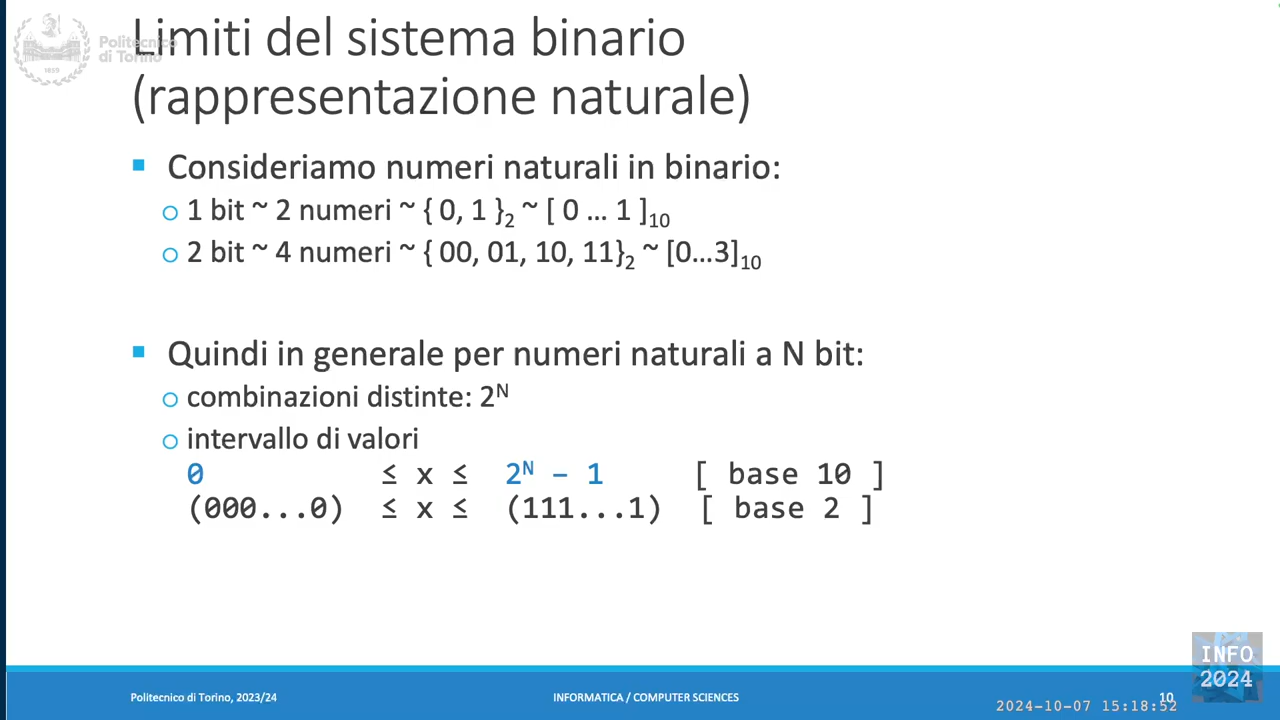 Politecnico
di Torino
1859
Limiti del sistema binario
(rappresentazione naturale)
Consideriamo numeri naturali in binario:
1 bit ~ 2 numeri ~ { 0, 1 }₂ ~ [ 0 … 1 ]₁₀
2 bit ~ 4 numeri ~ { 00, 01, 10, 11}₂ ~ [0…3]₁₀
Quindi in generale per numeri naturali a N bit:
combinazioni distinte: 2ᴺ
intervallo di valori
0 ≤ x ≤ 2ᴺ – 1 [ base 10 ]
(000...0) ≤ x ≤ (111...1) [ base 2 ]
INFO
2024
Politecnico di Torino, 2023/24
INFORMATICA / COMPUTER SCIENCES
10
2024-10-07 15:18:52